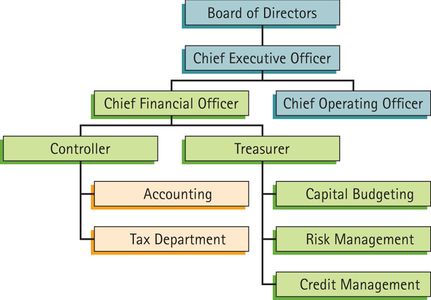 Board of Directors
Chief Executive Officer
Chief Financial Officer
Chief Operating Officer
Controller
Treasurer
Accounting
Capital Budgeting
Tax Department
Risk Management
Credit Management